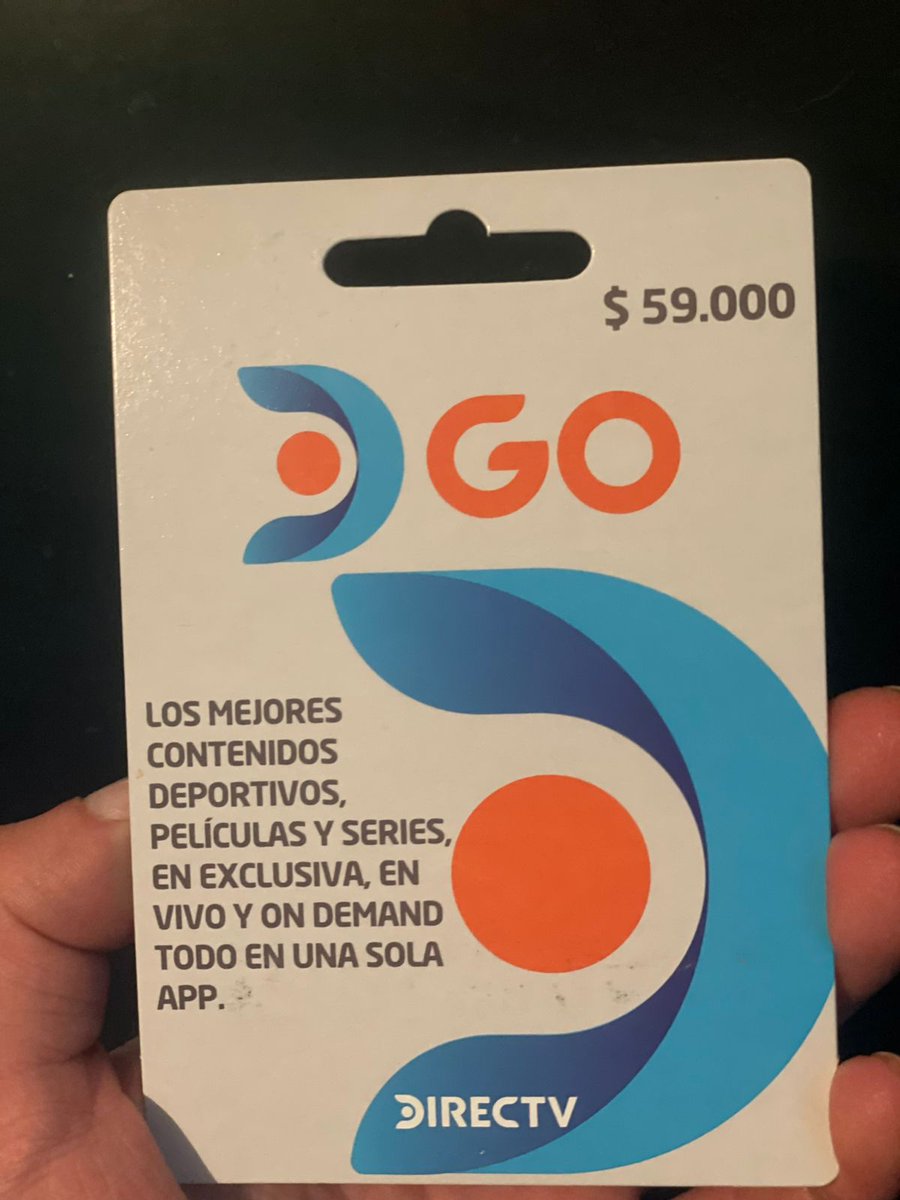 $ 59.000
GO
LOS MEJORES
CONTENIDOS
DEPORTIVOS,
PELÍCULAS Y SERIES,
EN EXCLUSIVA, EN
VIVO Y ON DEMAND
TODO EN UNA SOLA
APP.
DIRECTV